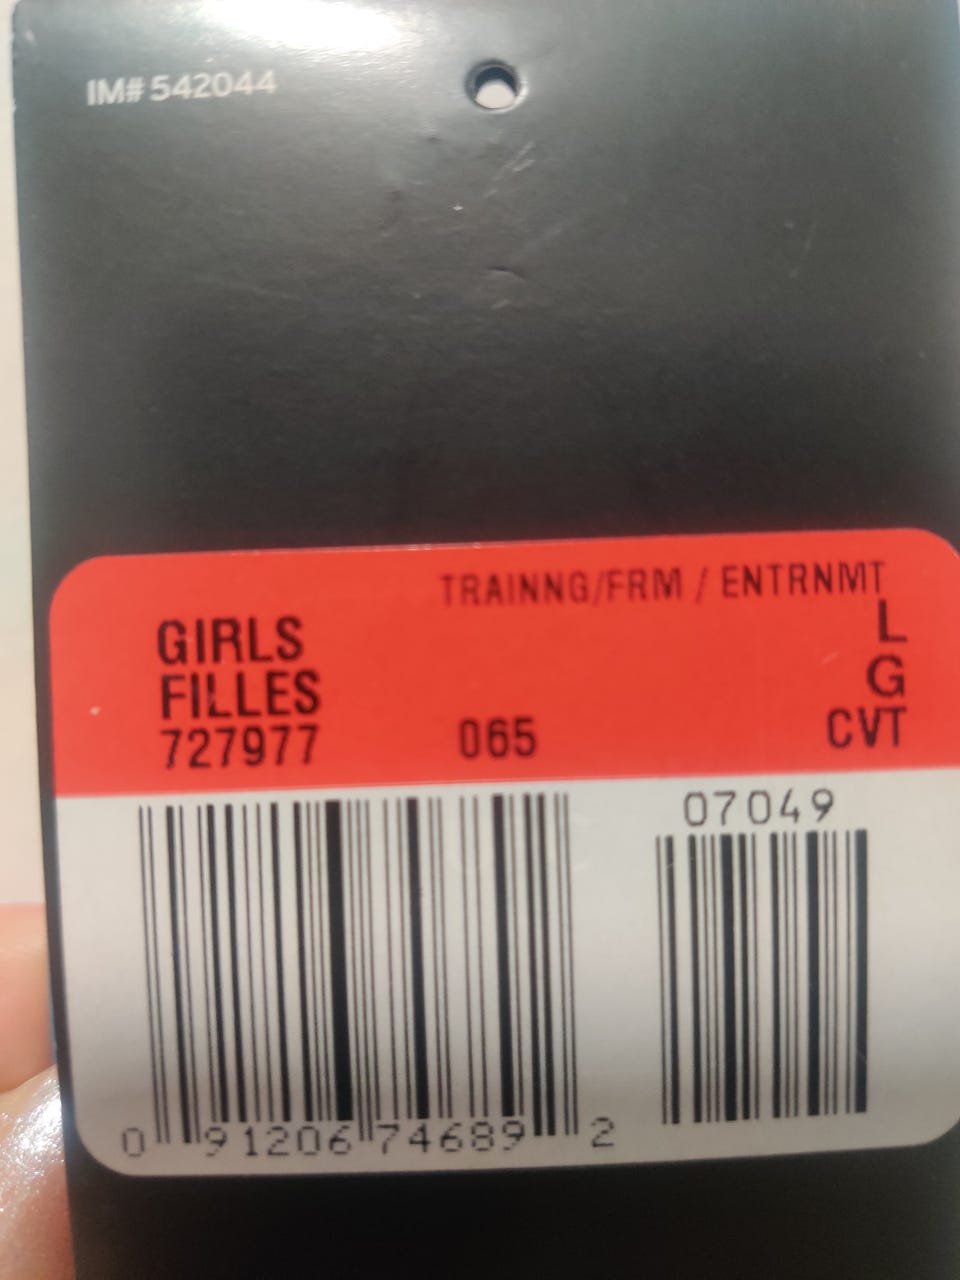 IM# 542044
TRAINNG/FRM / ENTRNMT
GIRLS L
FILLES G
727977 065 CVT
07049
0 91206 74689 2